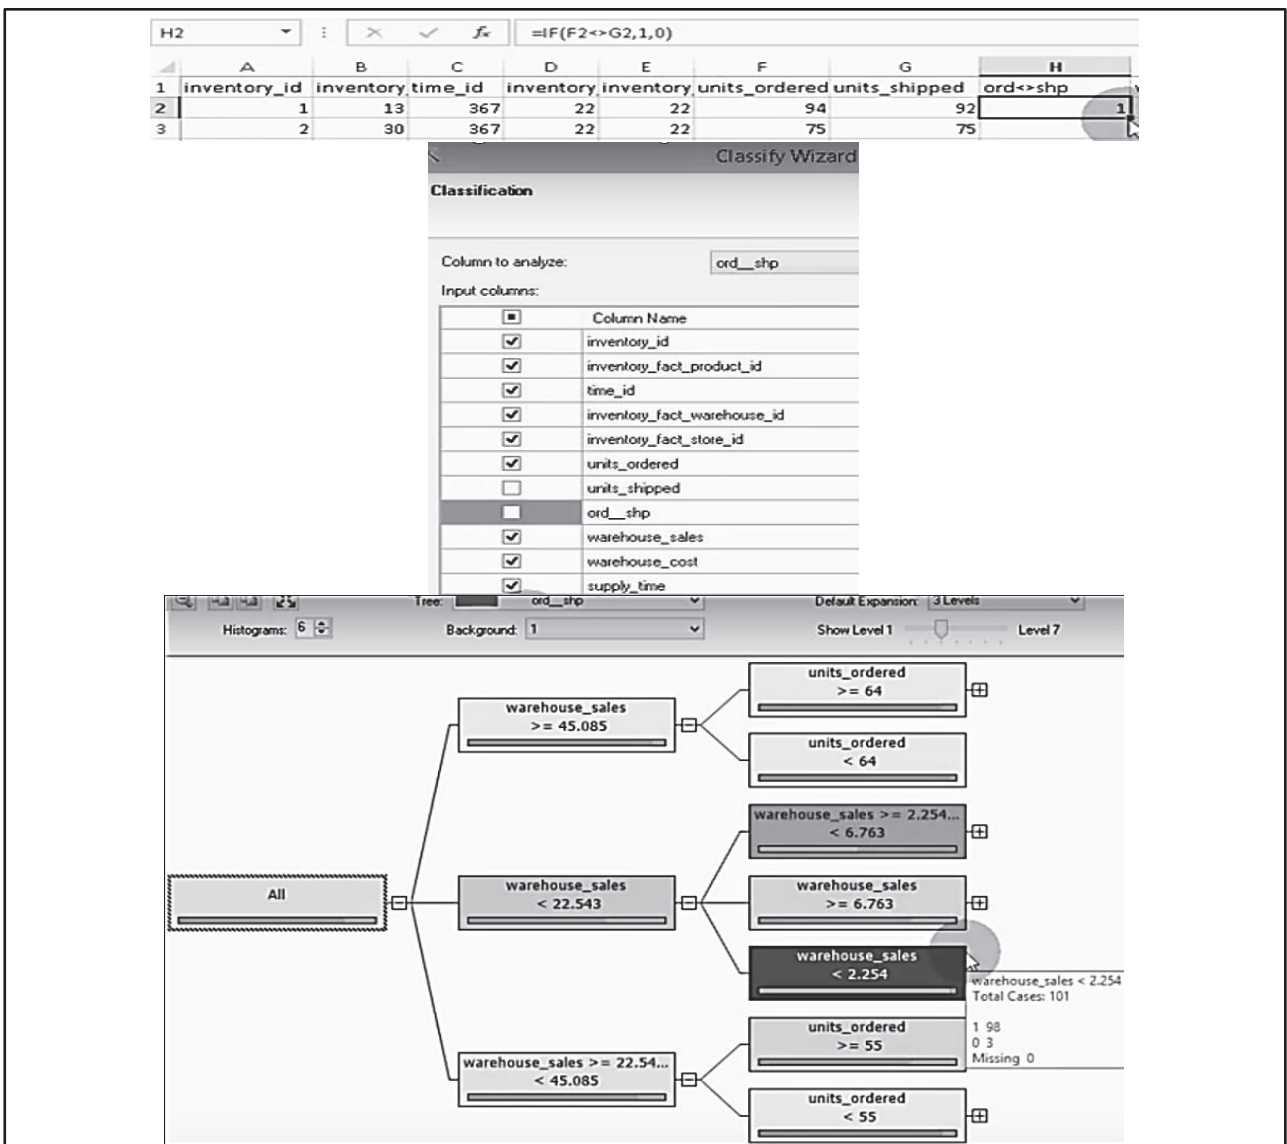 H2 fx =IF(F2<>G2,1,0)
A B C D E F G H
1 inventory_id inventory_ time_id inventory_ inventory_ units_ordered units_shipped ord<>shp
2 1 13 367 22 22 94 92 1
3 2 30 367 22 22 75 75
Classify Wizard
Classification
Column to analyze: ord__shp
Input columns:
Column Name
inventory_id
inventory_fact_product_id
time_id
inventory_fact_warehouse_id
inventory_fact_store_id
units_ordered
units_shipped
ord__shp
warehouse_sales
warehouse_cost
supply_time
Tree: ord__shp Default Expansion: 3 Levels
Histograms: 6 Background: 1 Show Level 1 Level 7
units_ordered
>= 64
warehouse_sales
>= 45.085
units_ordered
< 64
warehouse_sales >= 2.254...
< 6.763
All
warehouse_sales
< 22.543
warehouse_sales
>= 6.763
warehouse_sales
< 2.254
warehouse_sales < 2.254
Total Cases: 101
1 98
0 3
Missing 0
units_ordered
>= 55
warehouse_sales >= 22.54...
< 45.085
units_ordered
< 55